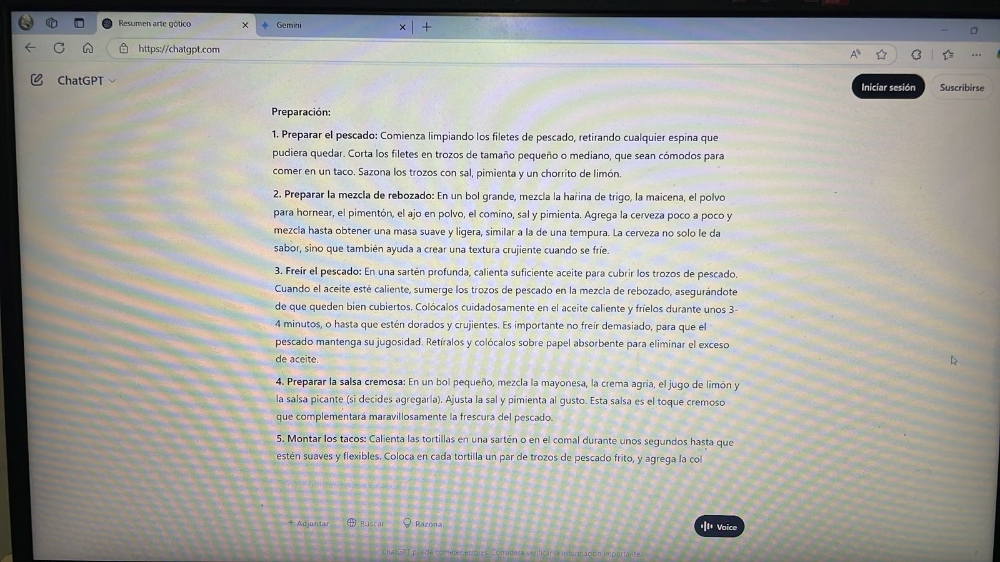 Resumen arte gótico
Gemini
https://chatgpt.com
ChatGPT
Iniciar sesión
Suscribirse
Preparación:
1. Preparar el pescado: Comienza limpiando los filetes de pescado, retirando cualquier espina que
pudiera quedar. Corta los filetes en trozos de tamaño pequeño o mediano, que sean cómodos para
comer en un taco. Sazona los trozos con sal, pimienta y un chorrito de limón.
2. Preparar la mezcla de rebozado: En un bol grande, mezcla la harina de trigo, la maicena, el polvo
para hornear, el pimentón, el ajo en polvo, el comino, sal y pimienta. Agrega la cerveza poco a poco y
mezcla hasta obtener una masa suave y ligera, similar a la de una tempura. La cerveza no solo le da
sabor, sino que también ayuda a crear una textura crujiente cuando se fríe.
3. Freír el pescado: En una sartén profunda, calienta suficiente aceite para cubrir los trozos de pescado.
Cuando el aceite esté caliente, sumerge los trozos de pescado en la mezcla de rebozado, asegurándote
de que queden bien cubiertos. Colócalos cuidadosamente en el aceite caliente y fríelos durante unos 3-
4 minutos, o hasta que estén dorados y crujientes. Es importante no freír demasiado, para que el
pescado mantenga su jugosidad. Retíralos y colócalos sobre papel absorbente para eliminar el exceso
de aceite.
4. Preparar la salsa cremosa: En un bol pequeño, mezcla la mayonesa, la crema agria, el jugo de limón y
la salsa picante (si decides agregarla). Ajusta la sal y pimienta al gusto. Esta salsa es el toque cremoso
que complementará maravillosamente la frescura del pescado.
5. Montar los tacos: Calienta las tortillas en una sartén o en el comal durante unos segundos hasta que
estén suaves y flexibles. Coloca en cada tortilla un par de trozos de pescado frito, y agrega la col
+ Adjuntar
Buscar
Razona
Voice
ChatGPT puede cometer errores. Considera verificar la información importante.